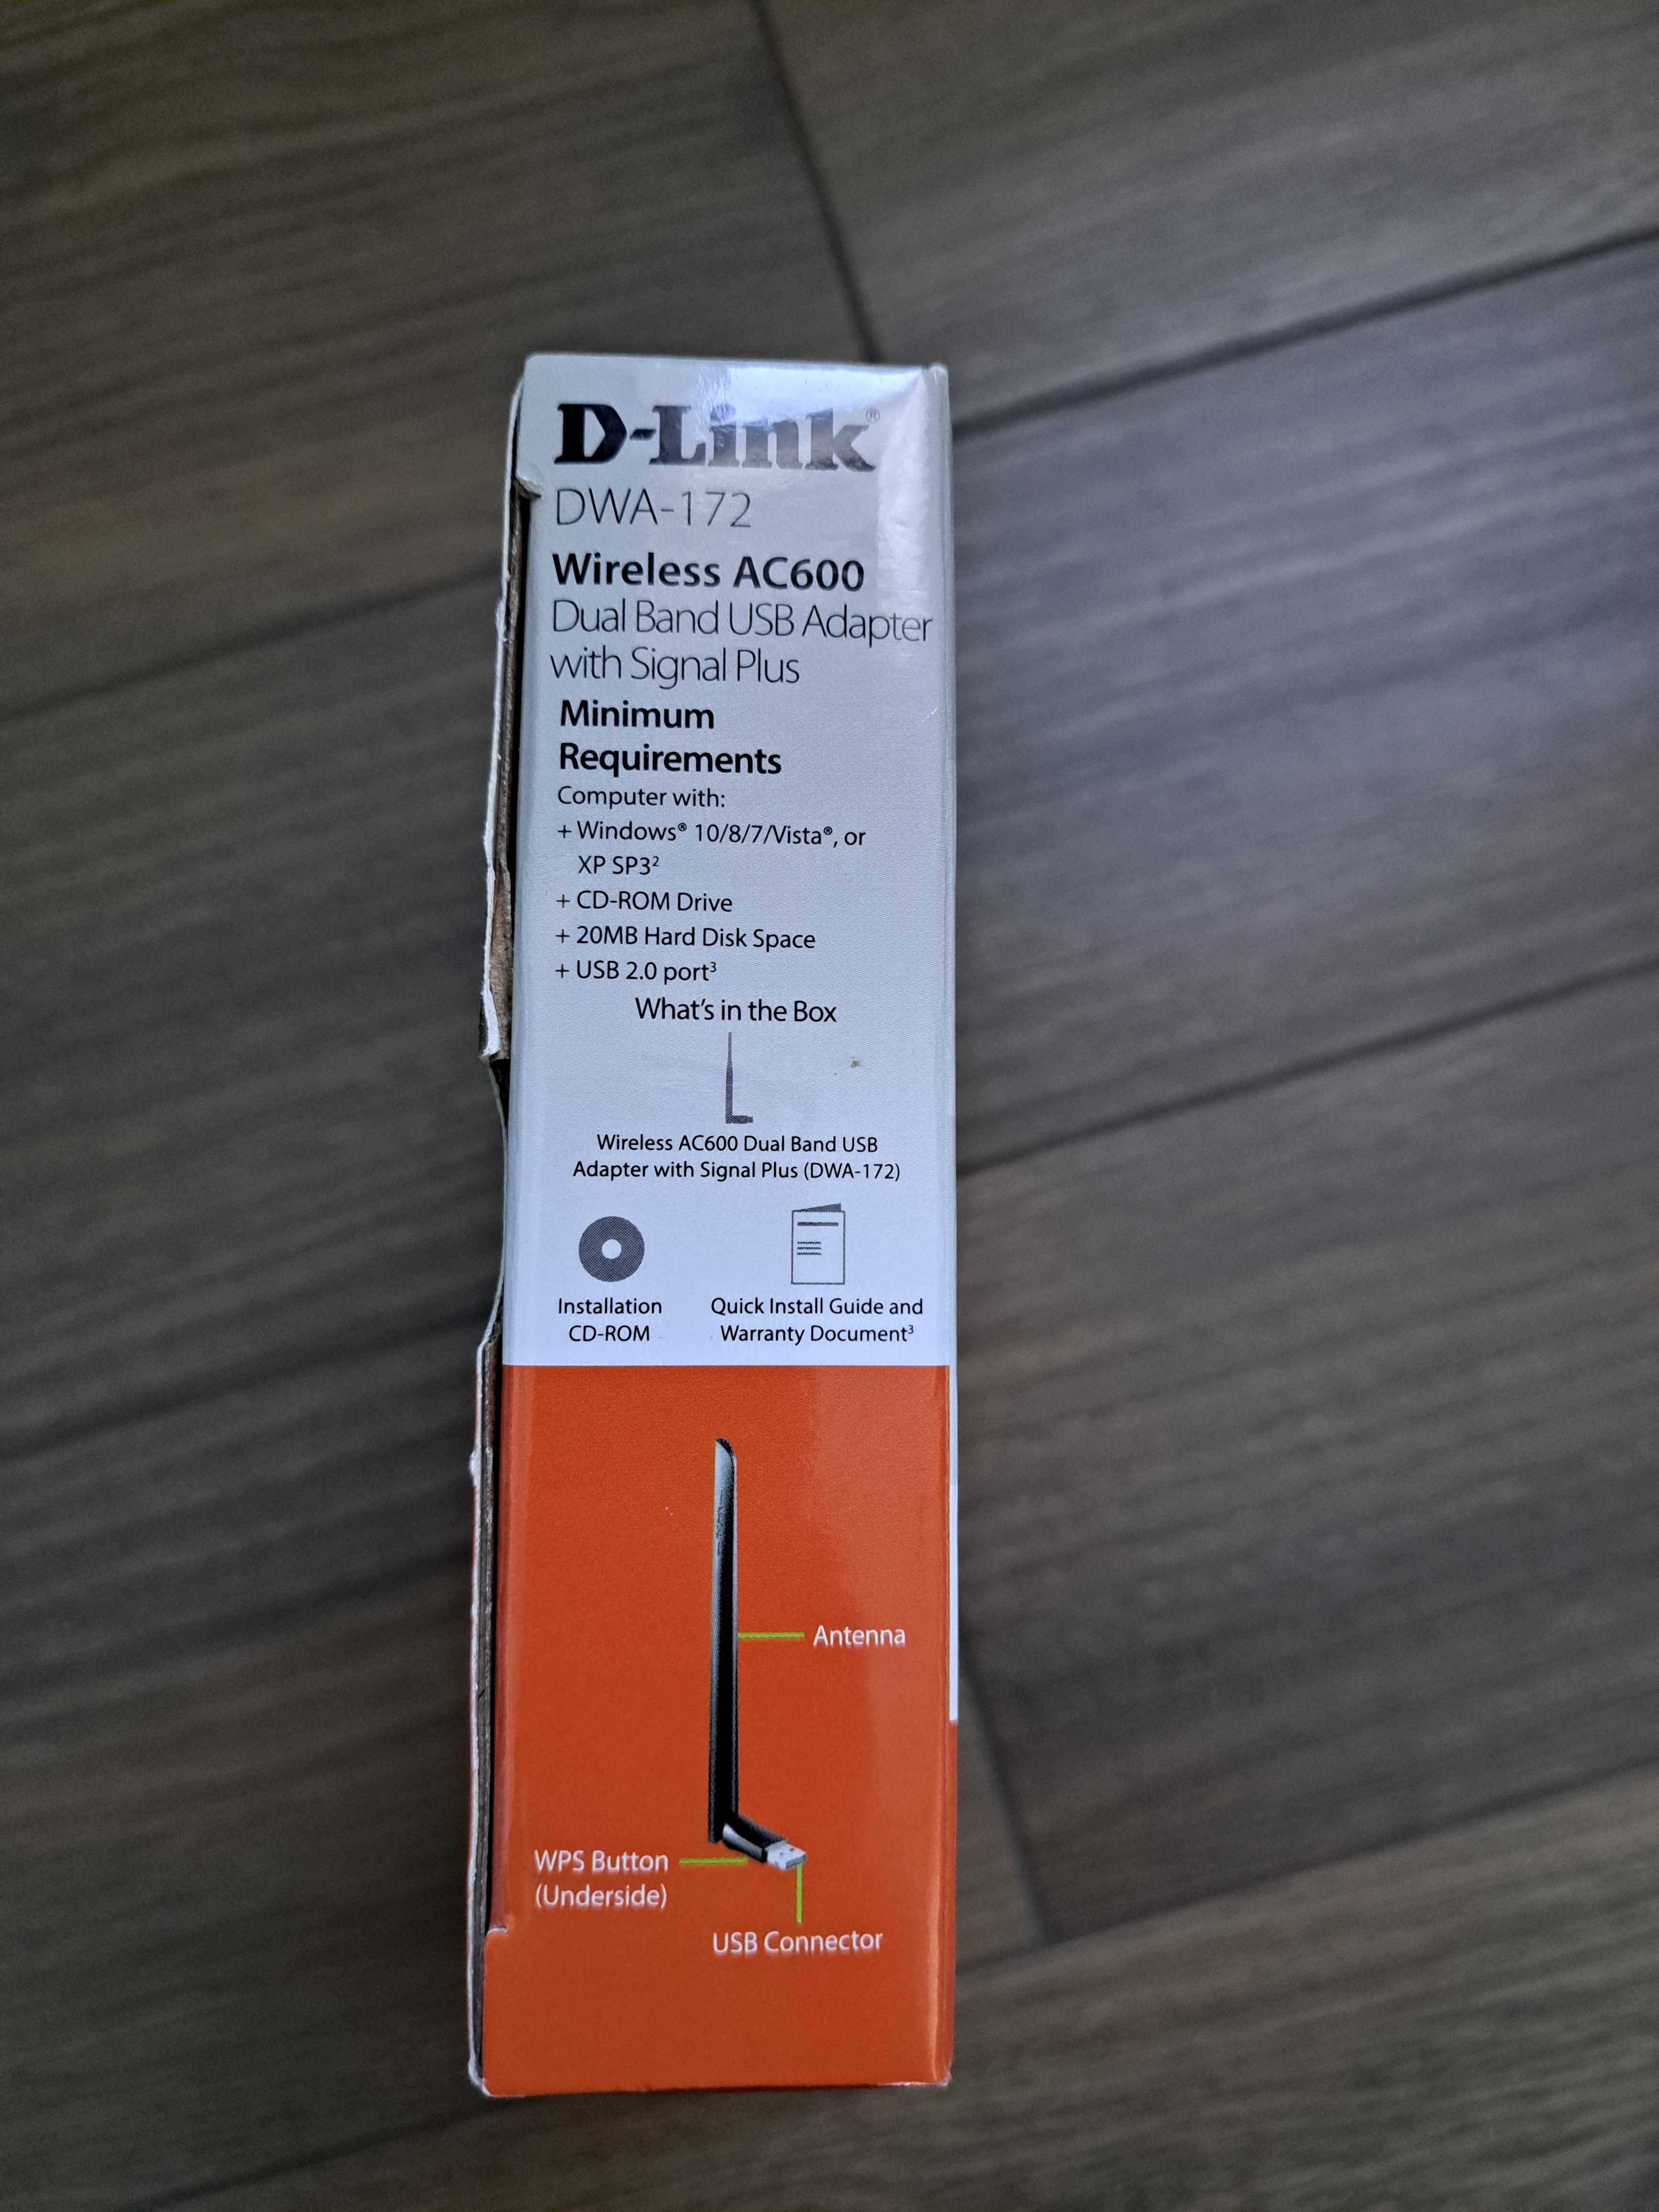 D-Link®
DWA-172
Wireless AC600
Dual Band USB Adapter
with Signal Plus
Minimum
Requirements
Computer with:
+ Windows® 10/8/7/Vista®, or
XP SP3²
+ CD-ROM Drive
+ 20MB Hard Disk Space
+ USB 2.0 port³
What's in the Box
Wireless AC600 Dual Band USB
Adapter with Signal Plus (DWA-172)
Installation
CD-ROM
Quick Install Guide and
Warranty Document³
Antenna
WPS Button
(Underside)
USB Connector